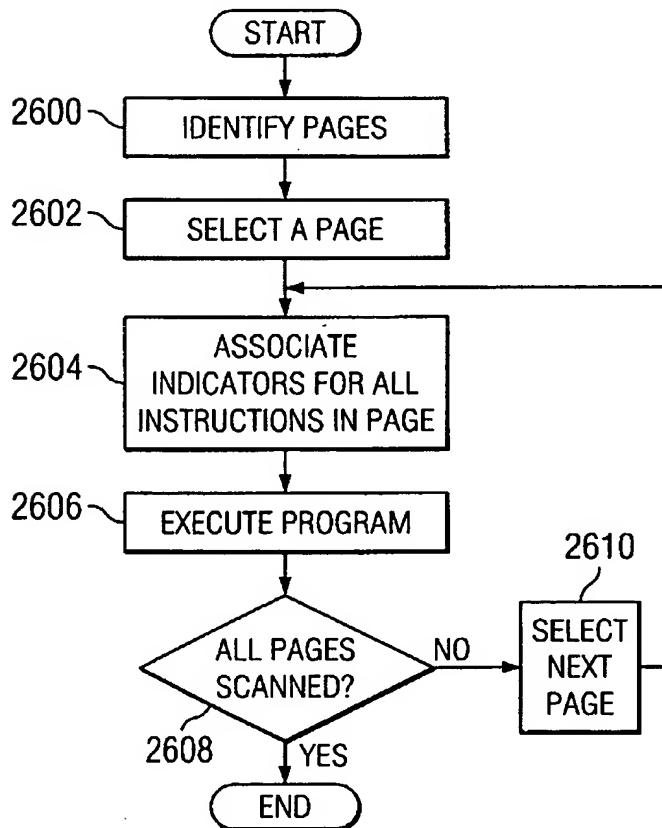 START
2600
IDENTIFY PAGES
2602
SELECT A PAGE
2604
ASSOCIATE
INDICATORS FOR ALL
INSTRUCTIONS IN PAGE
2606
EXECUTE PROGRAM
2610
ALL PAGES
SCANNED?
NO
SELECT
NEXT
PAGE
2608
YES
END